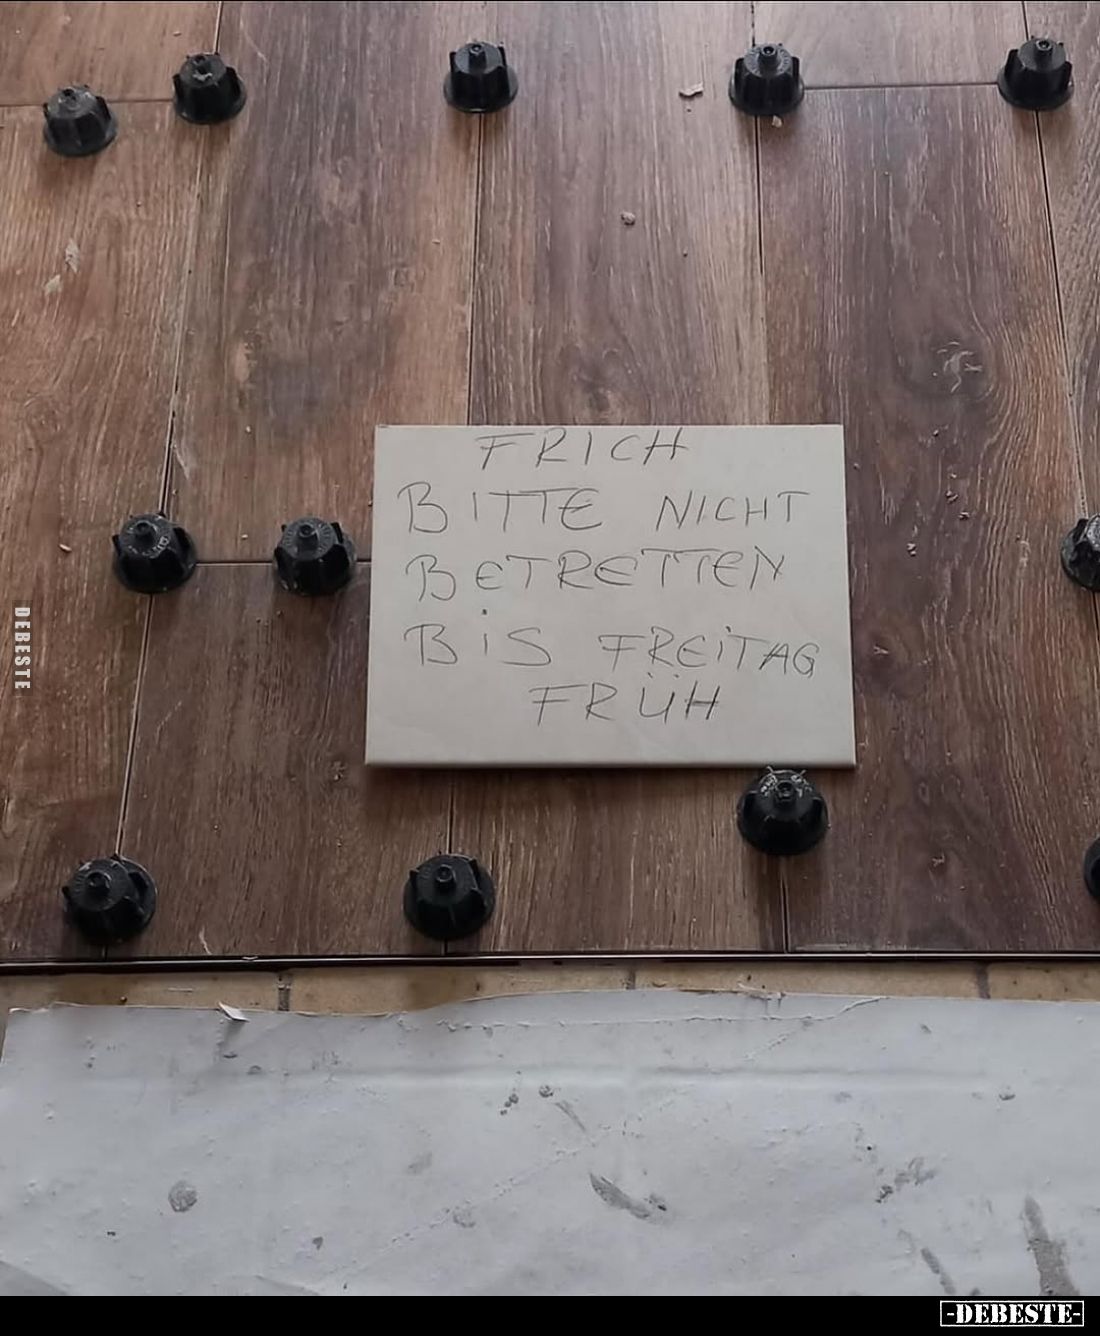 FRICH
BITTE NICHT
BETRETTEN
BiS FREiTAG
FRÜH
DEBESTE
-DEBESTE-